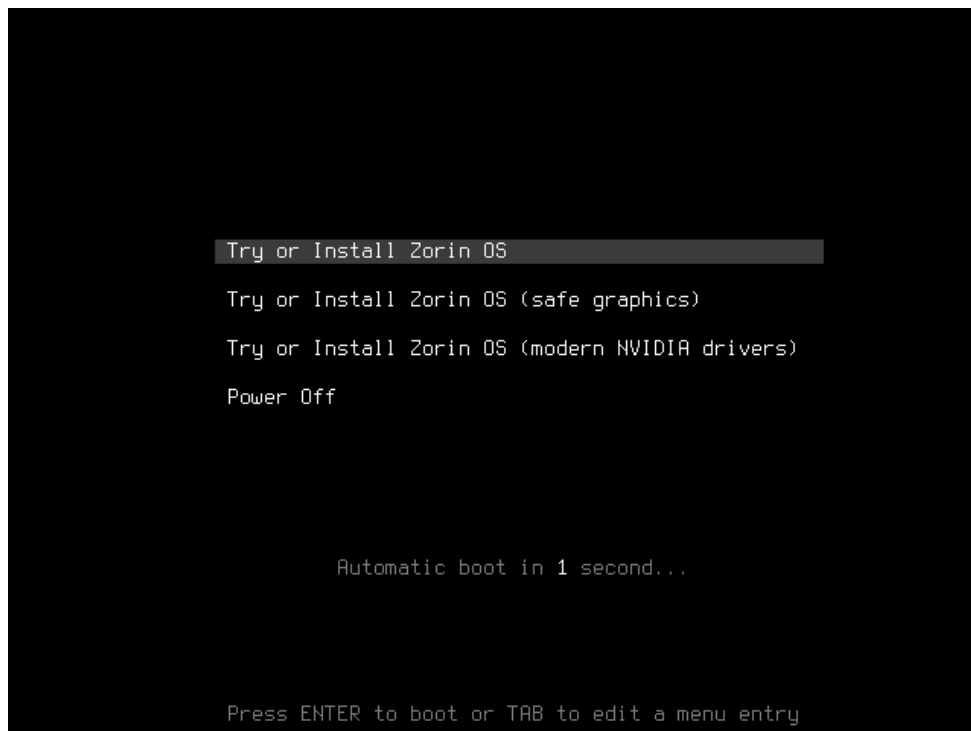 Try or Install Zorin OS
Try or Install Zorin OS (safe graphics)
Try or Install Zorin OS (modern NVIDIA drivers)
Power Off
Automatic boot in 1 second...
Press ENTER to boot or TAB to edit a menu entry